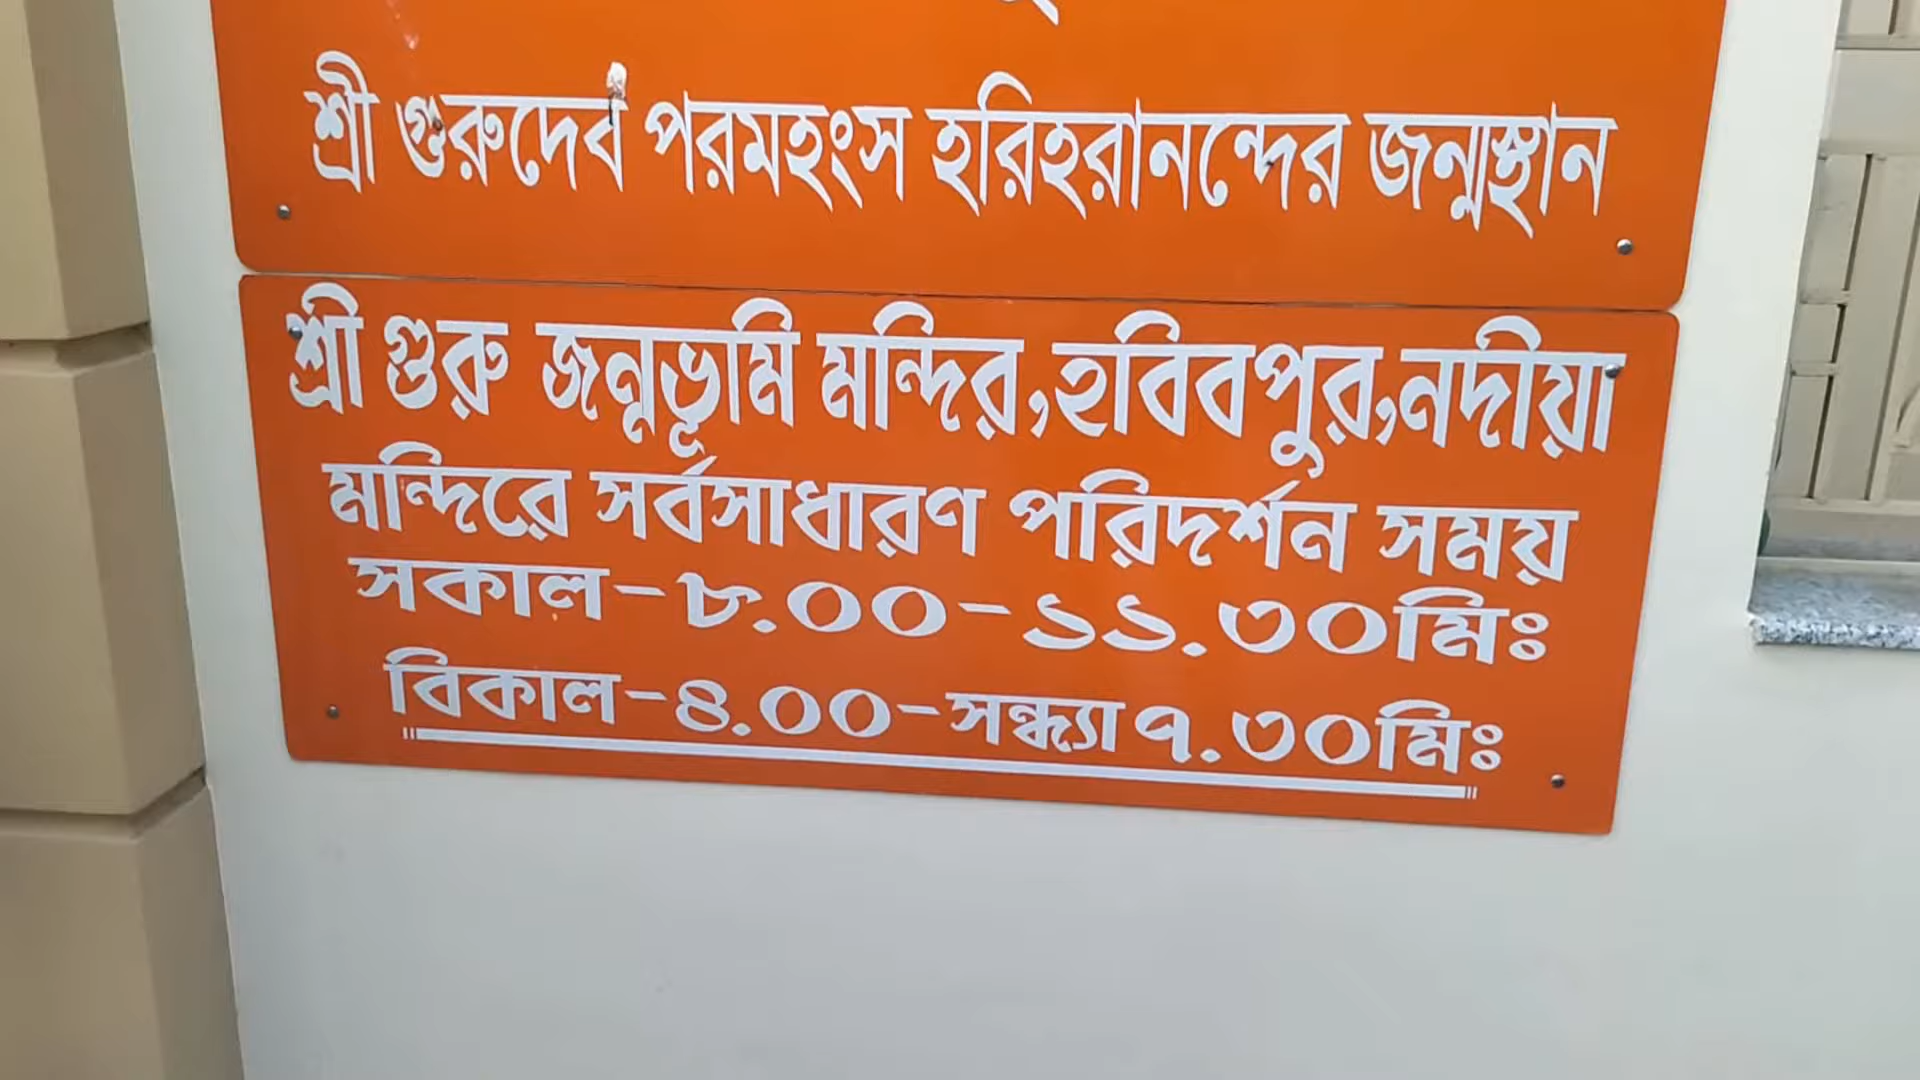 শ্রী গুরুদেব পরমহংস হরিহরানন্দের জন্মস্থান
শ্রী গুরু জন্মভূমি মন্দির,হবিবপুর,নদীয়া
মন্দিরে সর্বসাধারণ পরিদর্শন সময়
সকাল-৮.০০-১১.৩০মিঃ
বিকাল-৪.০০-সন্ধ্যা ৭.৩০মিঃ